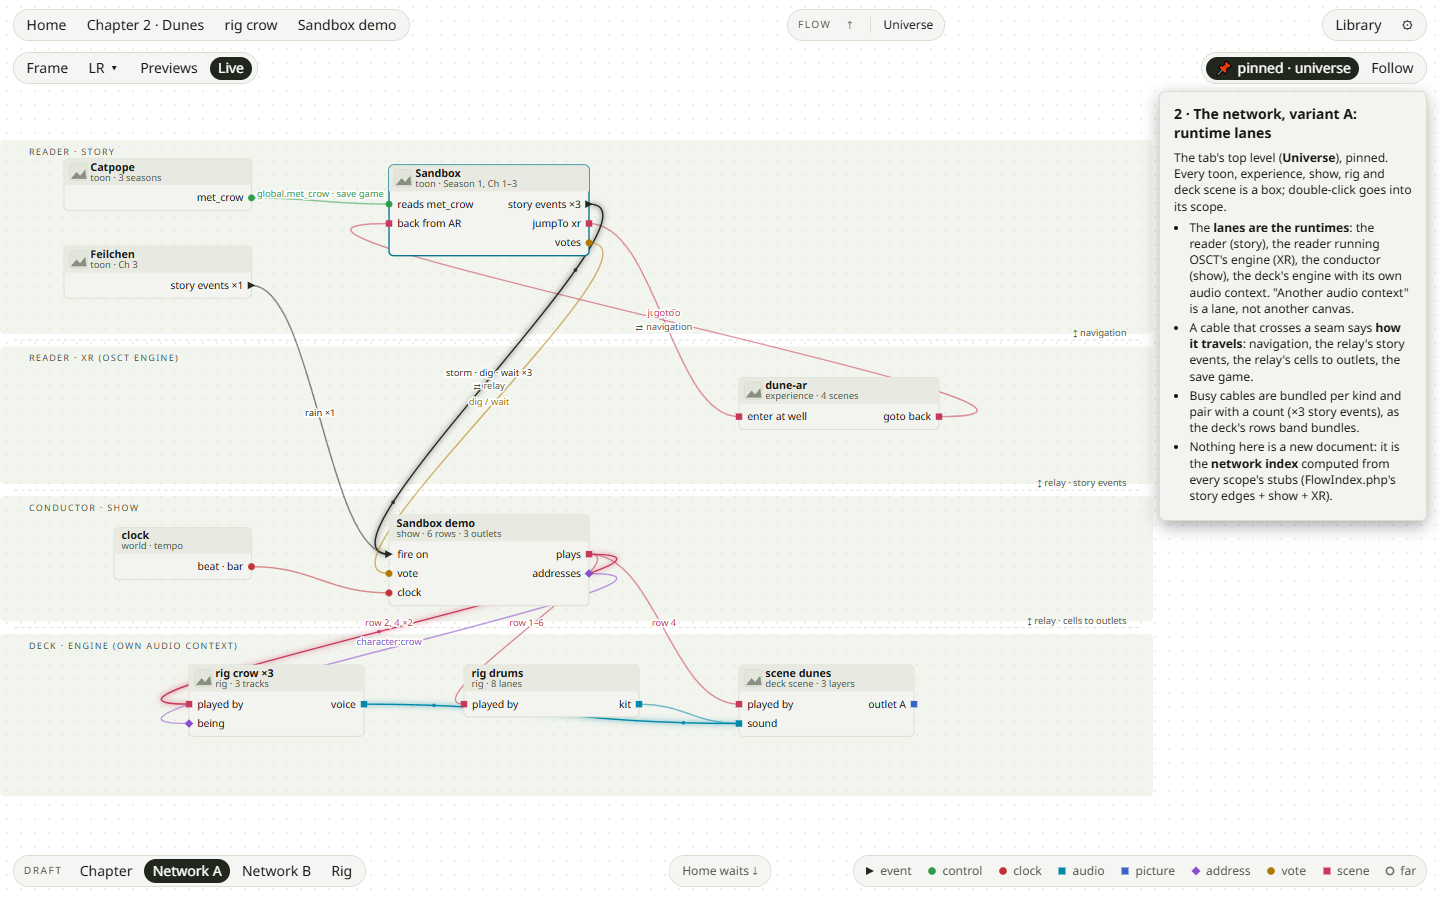 Home Chapter 2 · Dunes rig crow Sandbox demo
FLOW ↑ Universe
Library ⚙
Frame LR ▾ Previews Live
📌 pinned · universe Follow
2 · The network, variant A:
runtime lanes
The tab's top level (Universe), pinned.
Every toon, experience, show, rig and
deck scene is a box; double-click goes into
its scope.
• The lanes are the runtimes: the
reader (story), the reader running
OSCT's engine (XR), the conductor
(show), the deck's engine with its own
audio context. "Another audio context"
is a lane, not another canvas.
• A cable that crosses a seam says how
it travels: navigation, the relay's story
events, the relay's cells to outlets, the
save game.
• Busy cables are bundled per kind and
pair with a count (×3 story events), as
the deck's rows band bundles.
• Nothing here is a new document: it is
the network index computed from
every scope's stubs (FlowIndex.php's
story edges + show + XR).
READER · STORY
Catpope
toon · 3 seasons
met_crow
global.met_crow · save game
Sandbox
toon · Season 1, Ch 1–3
reads met_crow story events ×3
back from AR jumpTo xr
votes
Feilchen
toon · Ch 3
story events ×1
goto
⇄ navigation
↕ navigation
READER · XR (OSCT ENGINE)
storm · dig · wait ×3
⇄ relay
dig / wait
rain ×1
dune-ar
experience · 4 scenes
enter at well goto back
↕ relay · story events
CONDUCTOR · SHOW
clock
world · tempo
beat · bar
Sandbox demo
show · 6 rows · 3 outlets
fire on plays
vote addresses
clock
row 2, 4 ×2
row 1–6
row 4
↕ relay · cells to outlets
character:crow
DECK · ENGINE (OWN AUDIO CONTEXT)
rig crow ×3
rig · 3 tracks
played by voice
being
rig drums
rig · 8 lanes
played by kit
scene dunes
deck scene · 3 layers
played by outlet A
sound
DRAFT Chapter Network A Network B Rig
Home waits ↓
event control clock audio picture address vote scene far